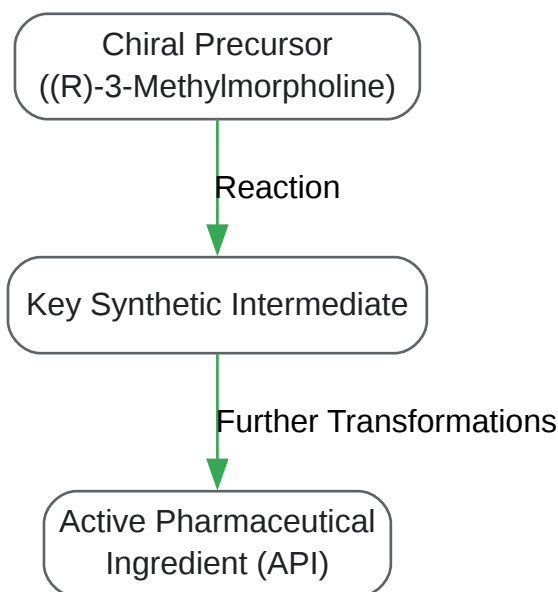 Chiral Precursor
((R)-3-Methylmorpholine)
Reaction
Key Synthetic Intermediate
Further Transformations
Active Pharmaceutical
Ingredient (API)